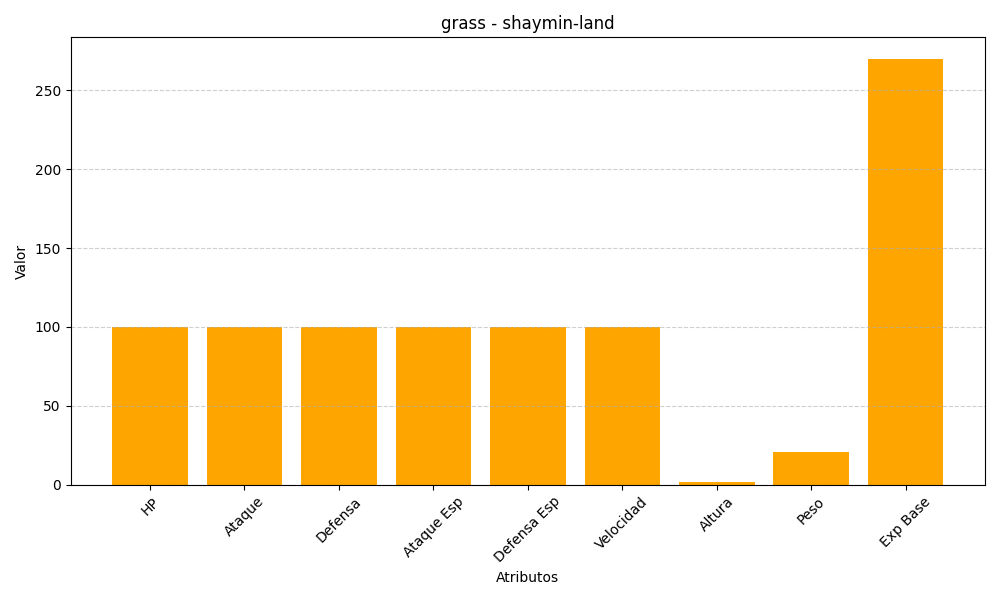 grass - shaymin-land
Valor
250
200
150
100
50
0
HP
Ataque
Defensa
Ataque Esp
Defensa Esp
Velocidad
Altura
Peso
Exp Base
Atributos